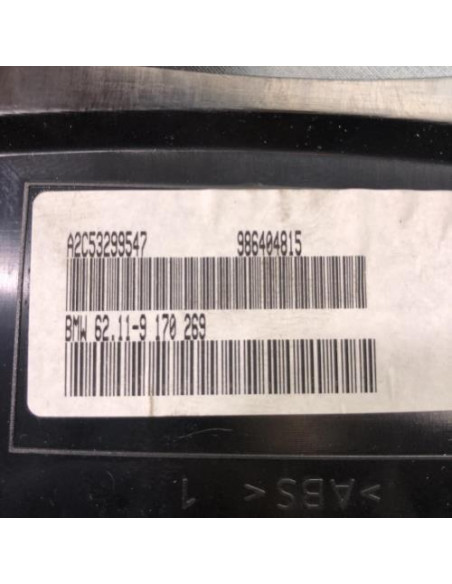 A2C53299547 986404815
BMW 62.11-9 170 269
>ABS< 1